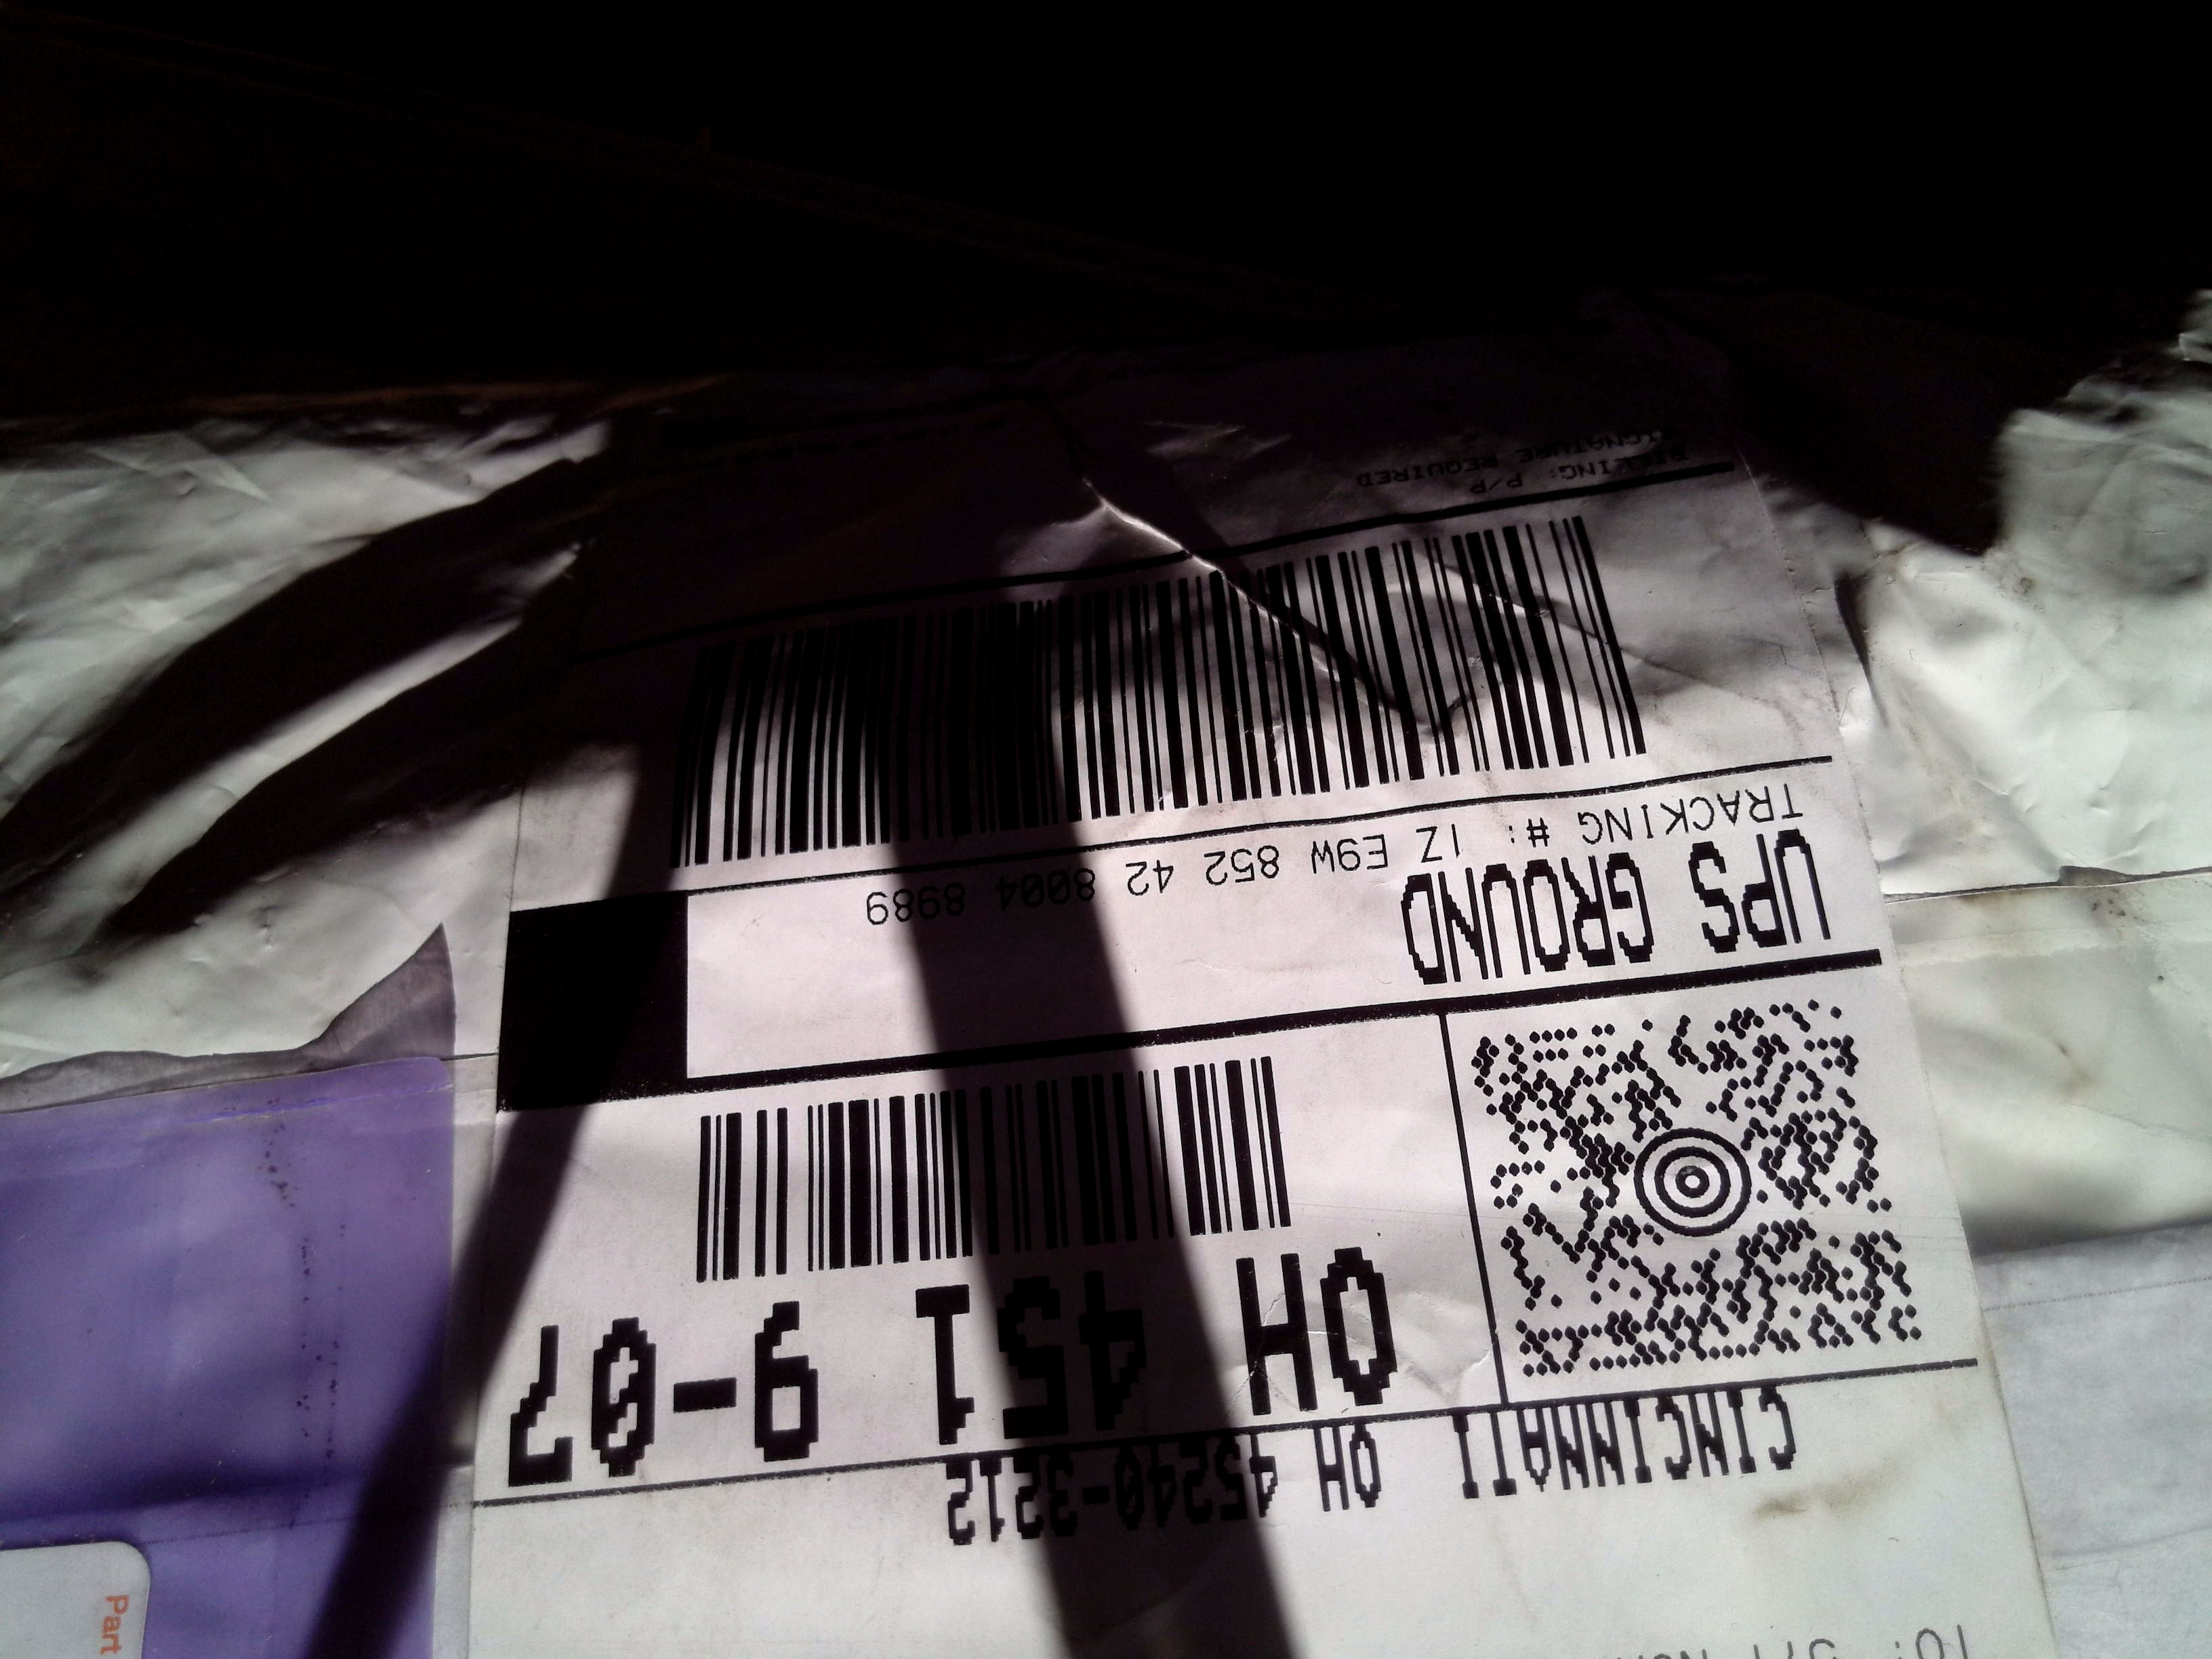 CINCINNATI OH 45240-3212
OH 451 9-07
UPS GROUND
TRACKING #: 1Z E9W 852 42 8004 8989
BILLING: P/P
SIGNATURE REQUIRED
Part